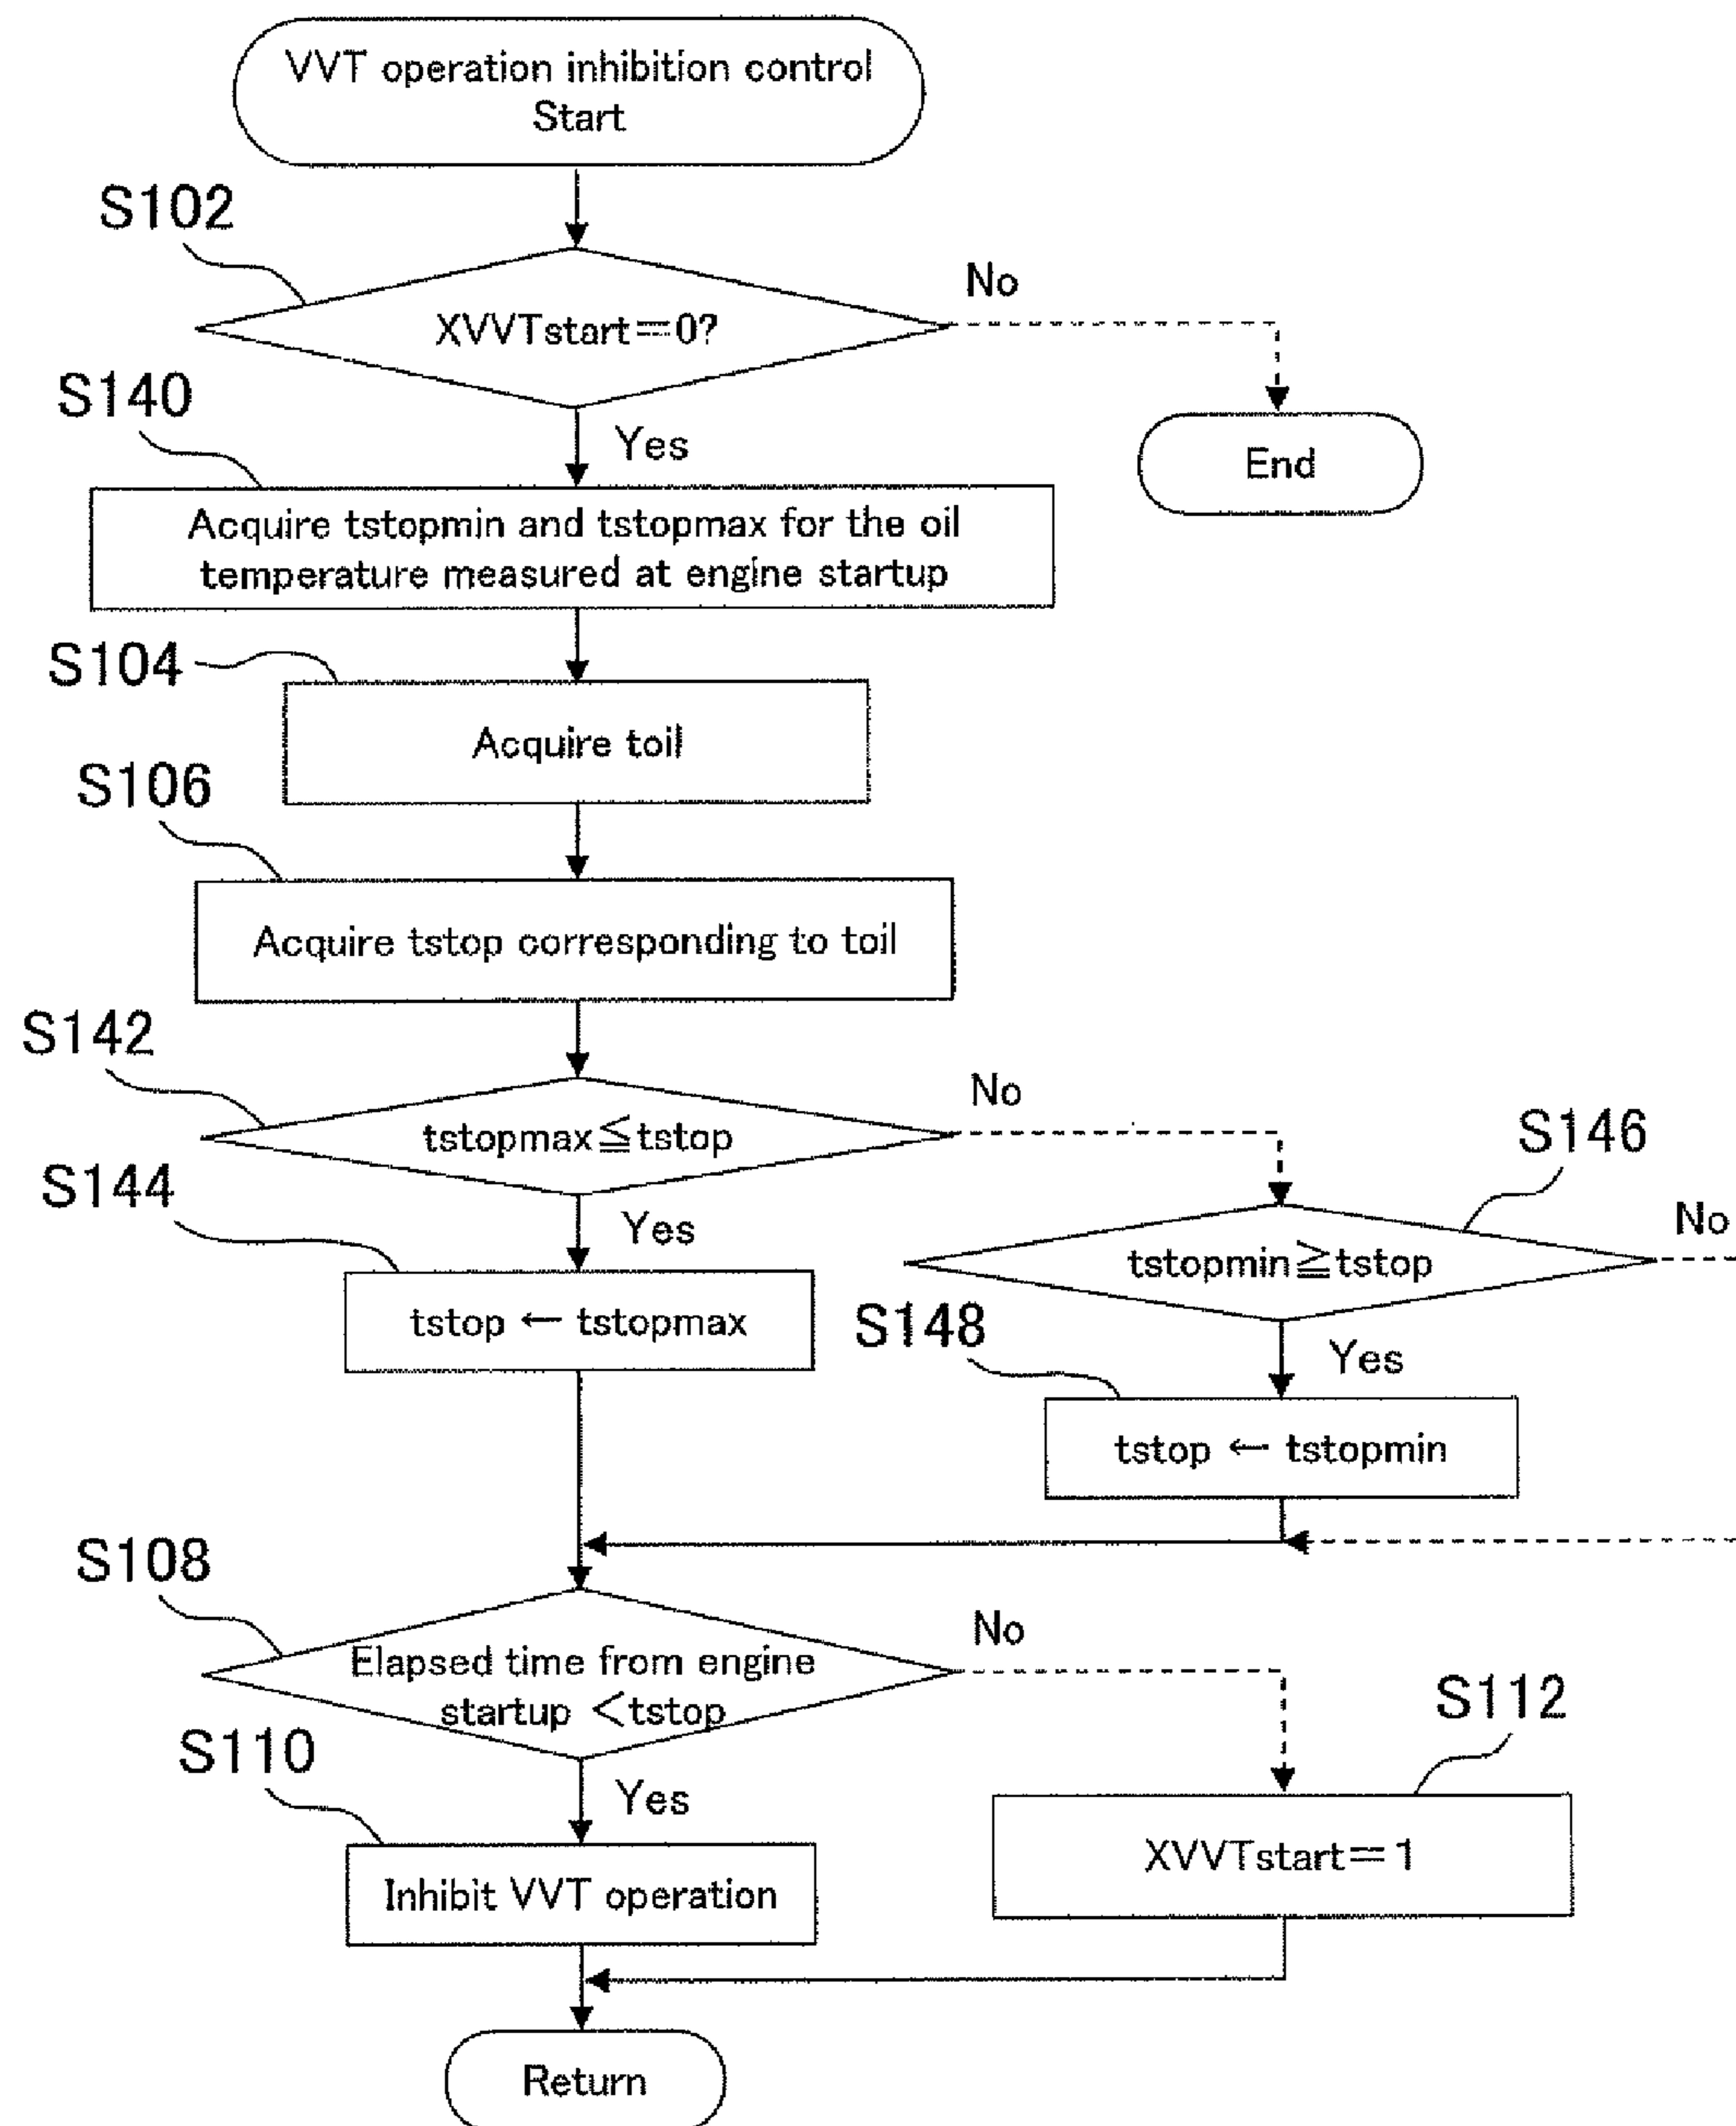 VVT operation inhibition control
Start
S102
XVVTstart＝0?
No
End
Yes
S140
Acquire tstopmin and tstopmax for the oil
temperature measured at engine startup
S104
Acquire toil
S106
Acquire tstop corresponding to toil
S142
tstopmax≦tstop
No
Yes
S144
tstop ← tstopmax
S146
tstopmin≧tstop
No
Yes
S148
tstop ← tstopmin
S108
Elapsed time from engine
startup ＜tstop
No
Yes
S110
Inhibit VVT operation
S112
XVVTstart＝1
Return